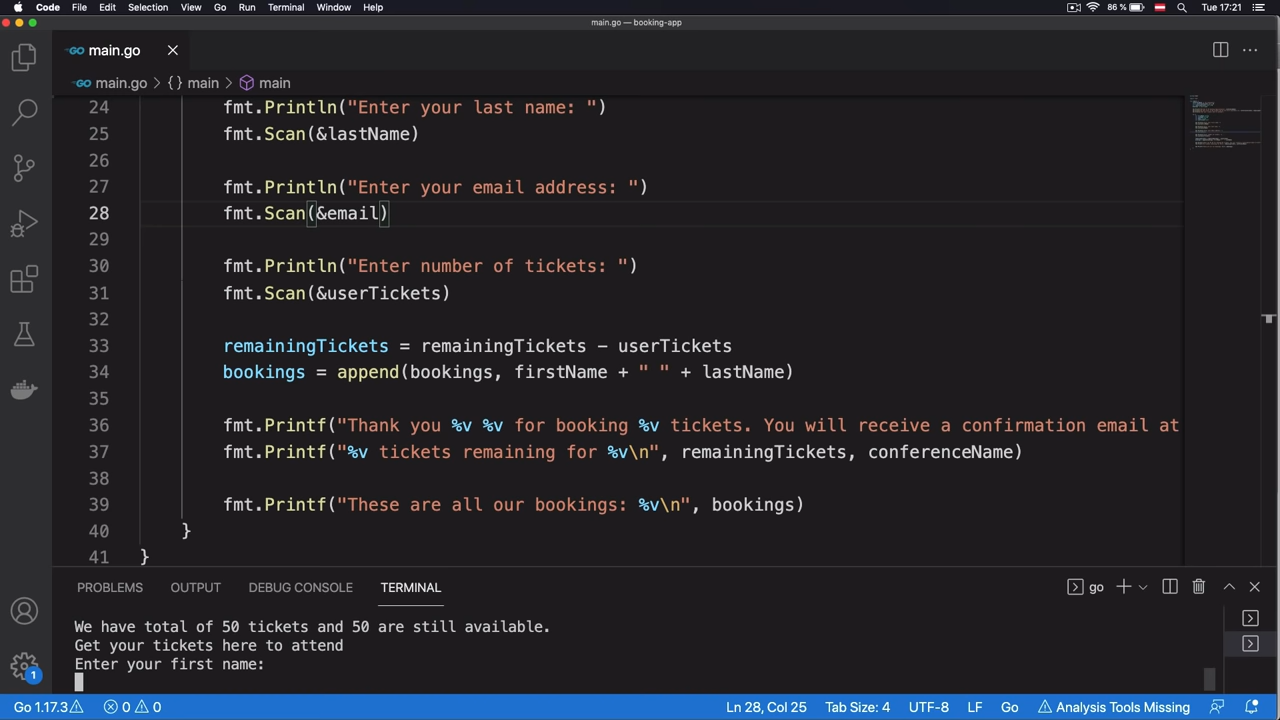 Code File Edit Selection View Go Run Terminal Window Help 86 % Tue 17:21
main.go — booking-app
main.go
main.go > {} main > main
24 fmt.Println("Enter your last name: ")
25 fmt.Scan(&lastName)
26
27 fmt.Println("Enter your email address: ")
28 fmt.Scan(&email)
29
30 fmt.Println("Enter number of tickets: ")
31 fmt.Scan(&userTickets)
32
33 remainingTickets = remainingTickets - userTickets
34 bookings = append(bookings, firstName + " " + lastName)
35
36 fmt.Printf("Thank you %v %v for booking %v tickets. You will receive a confirmation email at
37 fmt.Printf("%v tickets remaining for %v\n", remainingTickets, conferenceName)
38
39 fmt.Printf("These are all our bookings: %v\n", bookings)
40 }
41 }
PROBLEMS OUTPUT DEBUG CONSOLE TERMINAL go
We have total of 50 tickets and 50 are still available.
Get your tickets here to attend
Enter your first name:
1
Go 1.17.3 0 0 Ln 28, Col 25 Tab Size: 4 UTF-8 LF Go Analysis Tools Missing